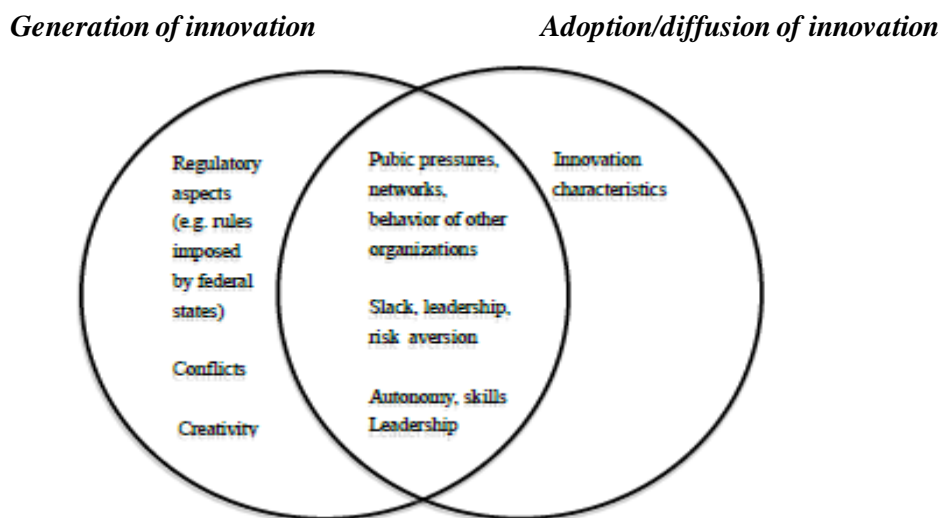 Generation of innovation
Adoption/diffusion of innovation
Regulatory
aspects
(e.g. rules
imposed
by federal
states)
Conflicts
Creativity
Pubic pressures,
networks,
behavior of other
organizations
Slack, leadership,
risk aversion
Autonomy, skills
Leadership
Innovation
characteristics